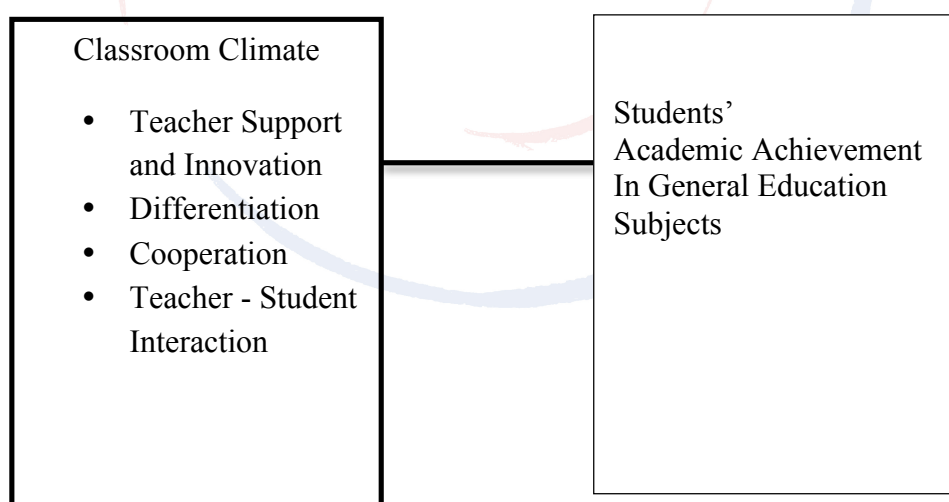 Classroom Climate
• Teacher Support
and Innovation
• Differentiation
• Cooperation
• Teacher - Student
Interaction
Students’
Academic Achievement
In General Education
Subjects